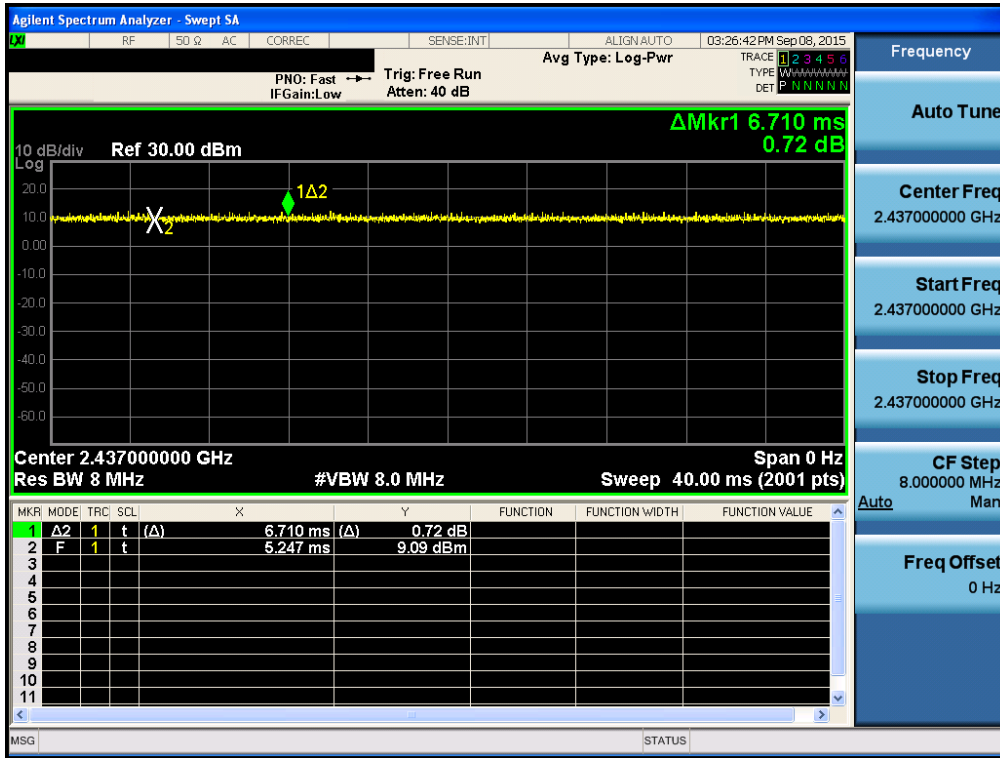 Agilent Spectrum Analyzer - Swept SA
LXI RF 50 Ω AC CORREC SENSE:INT ALIGN AUTO 03:26:42 PM Sep 08, 2015
PNO: Fast
IFGain:Low
Trig: Free Run
Atten: 40 dB
Avg Type: Log-Pwr
TRACE 1 2 3 4 5 6
TYPE W
DET P N N N N N
ΔMkr1 6.710 ms
0.72 dB
10 dB/div Ref 30.00 dBm
Log
20.0
10.0
0.00
-10.0
-20.0
-30.0
-40.0
-50.0
-60.0
1Δ2
2
Center 2.437000000 GHz Span 0 Hz
Res BW 8 MHz #VBW 8.0 MHz Sweep 40.00 ms (2001 pts)
MKR MODE TRC SCL X Y FUNCTION FUNCTION WIDTH FUNCTION VALUE
1 Δ2 1 t (Δ) 6.710 ms (Δ) 0.72 dB
2 F 1 t 5.247 ms 9.09 dBm
3
4
5
6
7
8
9
10
11
MSG STATUS
Frequency
Auto Tune
Center Freq
2.437000000 GHz
Start Freq
2.437000000 GHz
Stop Freq
2.437000000 GHz
CF Step
8.000000 MHz
Auto Man
Freq Offset
0 Hz